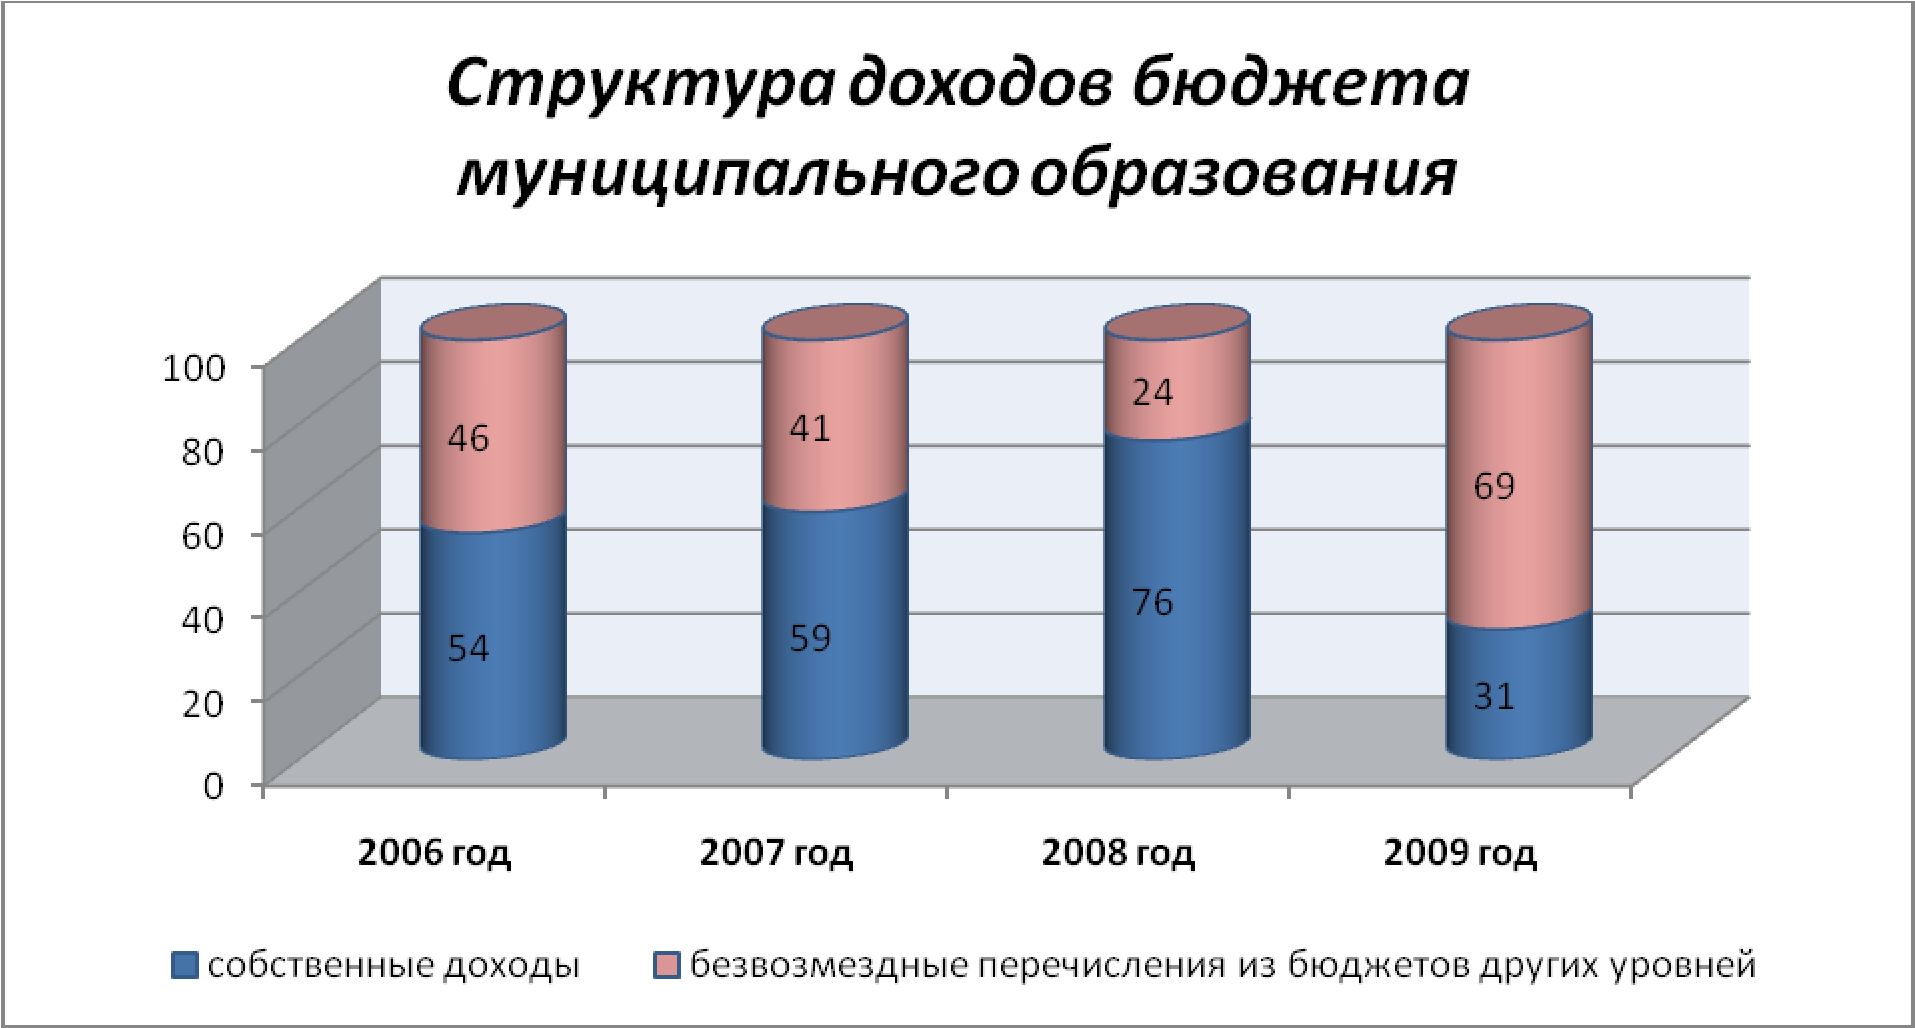 Структура доходов бюджета
муниципального образования
100
80
60
40
20
0
46
41
24
69
54
59
76
31
2006 год
2007 год
2008 год
2009 год
собственные доходы
безвозмездные перечисления из бюджетов других уровней